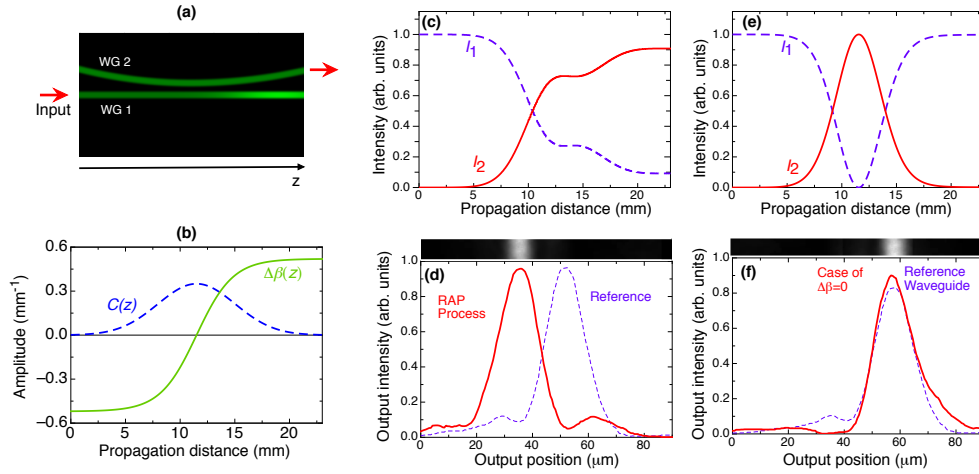 (a)
WG 2
Input
WG 1
z
(b)
Amplitude (mm⁻¹)
0.6
0.3
0.0
−0.3
−0.6
C(z)
Δβ(z)
0 5 10 15 20
Propagation distance (mm)
(c)
Intensity (arb. units)
1.0
0.8
0.6
0.4
0.2
0.0
I1
I2
0 5 10 15 20
Propagation distance (mm)
(d)
Output intensity (arb. units)
1.0
0.8
0.6
0.4
0.2
0.0
RAP
Process
Reference
0 20 40 60 80
Output position (μm)
(e)
Intensity (arb. units)
1.0
0.8
0.6
0.4
0.2
0.0
I1
I2
0 5 10 15 20
Propagation distance (mm)
(f)
Output intensity (arb. units)
1.0
0.8
0.6
0.4
0.2
0.0
Case of
Δβ=0
Reference
Waveguide
0 20 40 60 80
Output position (μm)